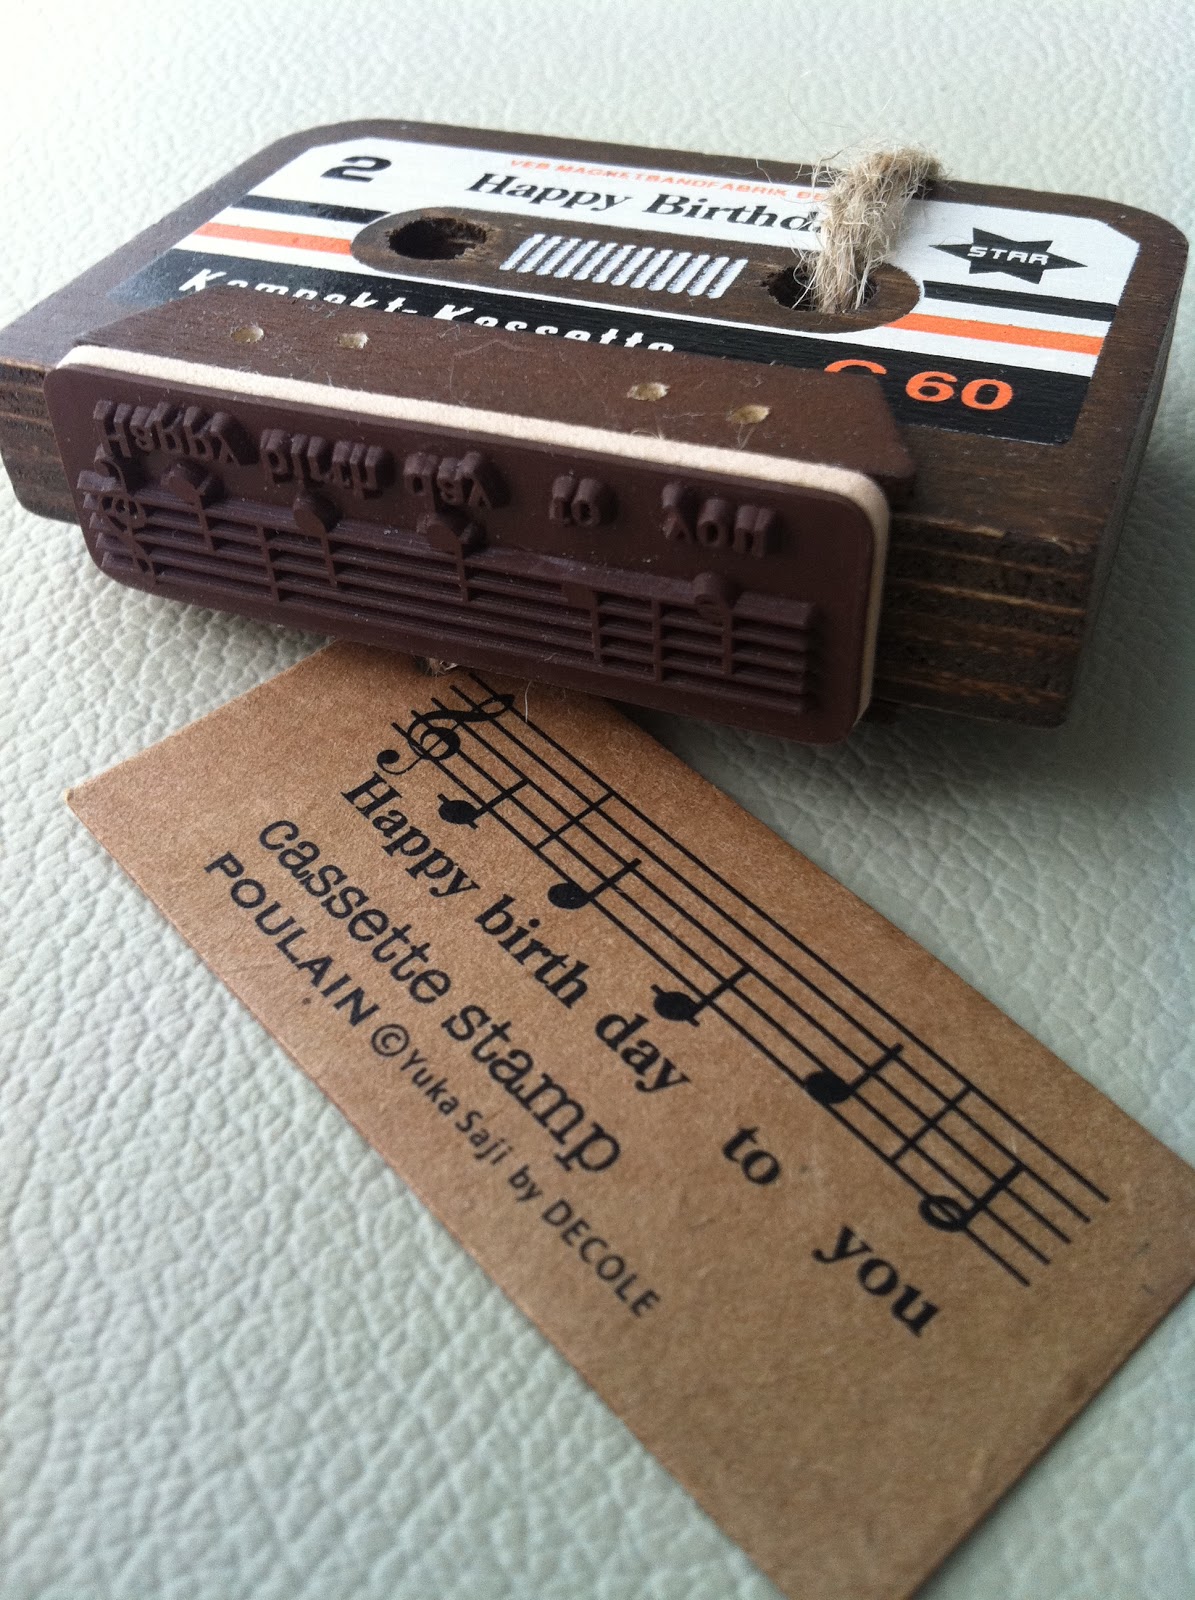 2
VEB MAGNETBANDFABRIK
Happy
STAR
Kompakt-Kassette
C 60
Happy birth day to you
Happy birth day to you
cassette stamp
POULAIN © Yuka Saji by DECOLE